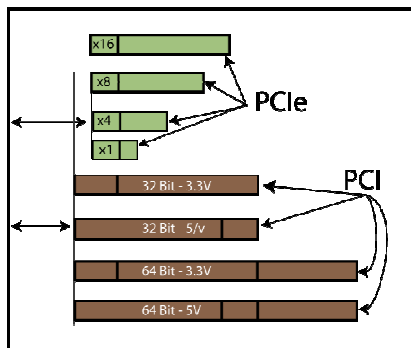 x16
x8
PCIe
x4
x1
32 Bit - 3.3V
PCI
32 Bit - 5/v
64 Bit - 3.3V
64 Bit - 5V